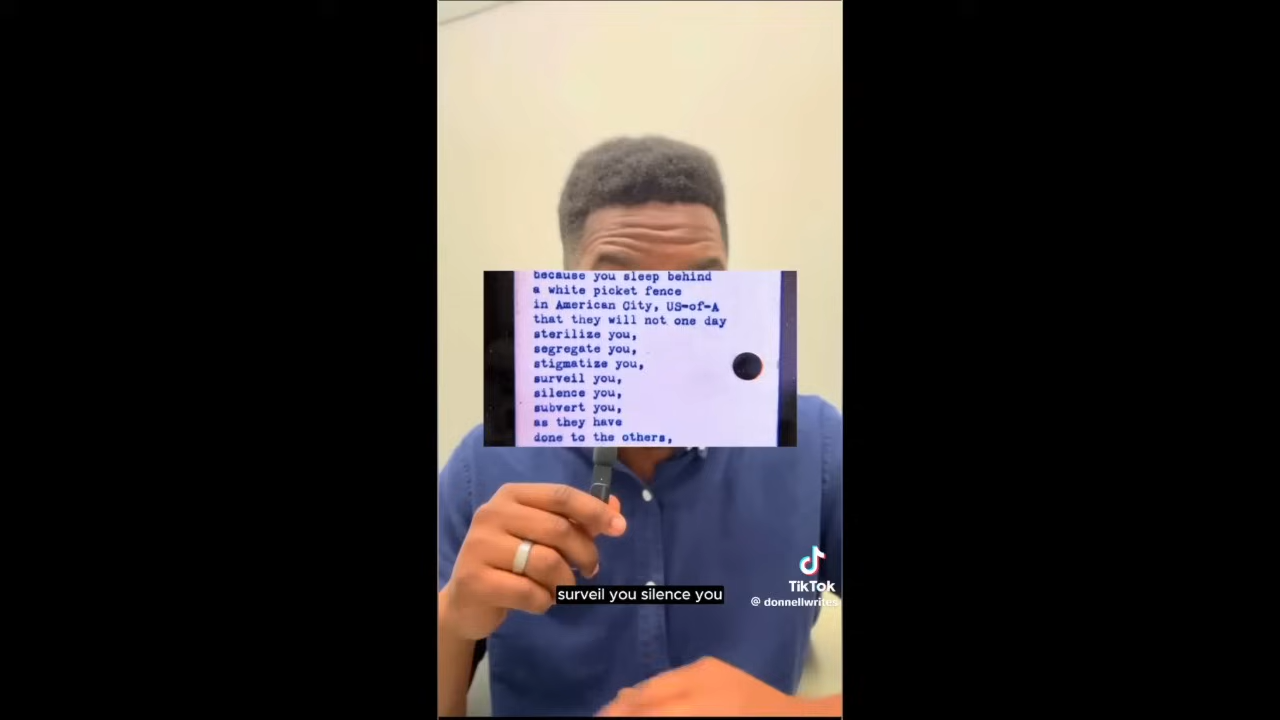 because you sleep behind
a white picket fence
in American City, US-of-A
that they will not one day
sterilize you,
segregate you,
stigmatize you,
surveil you,
silence you,
subvert you,
as they have
done to the others,
surveil you silence you
TikTok
@ donnellwrites